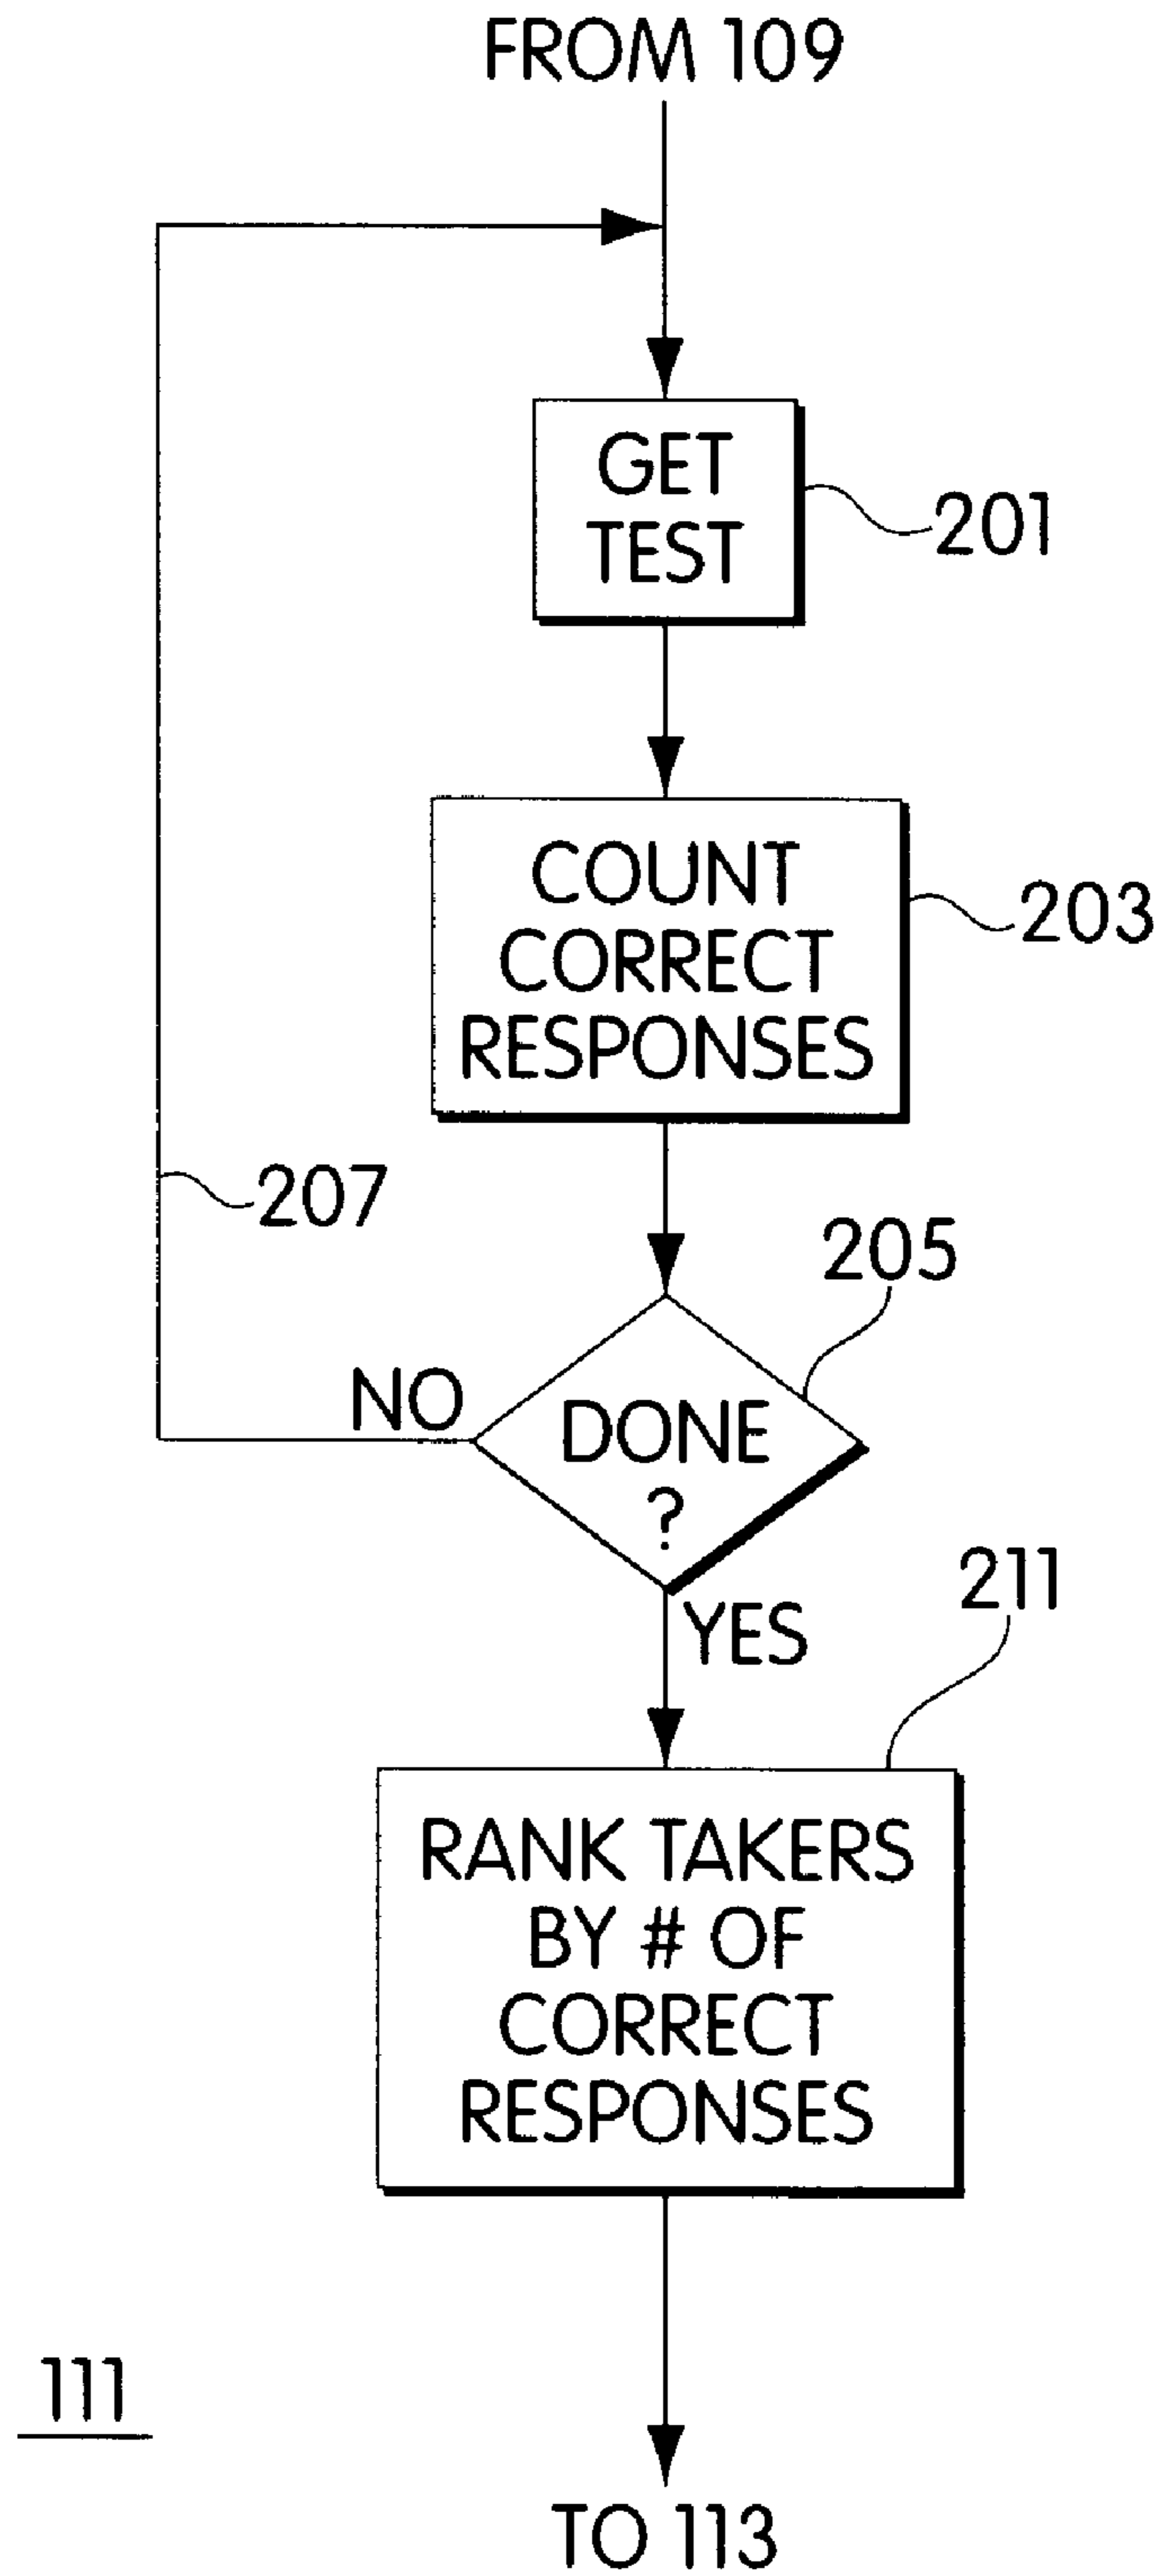 FROM 109
GET
TEST
201
COUNT
CORRECT
RESPONSES
203
207
205
NO
DONE
?
YES
211
RANK TAKERS
BY # OF
CORRECT
RESPONSES
111
TO 113